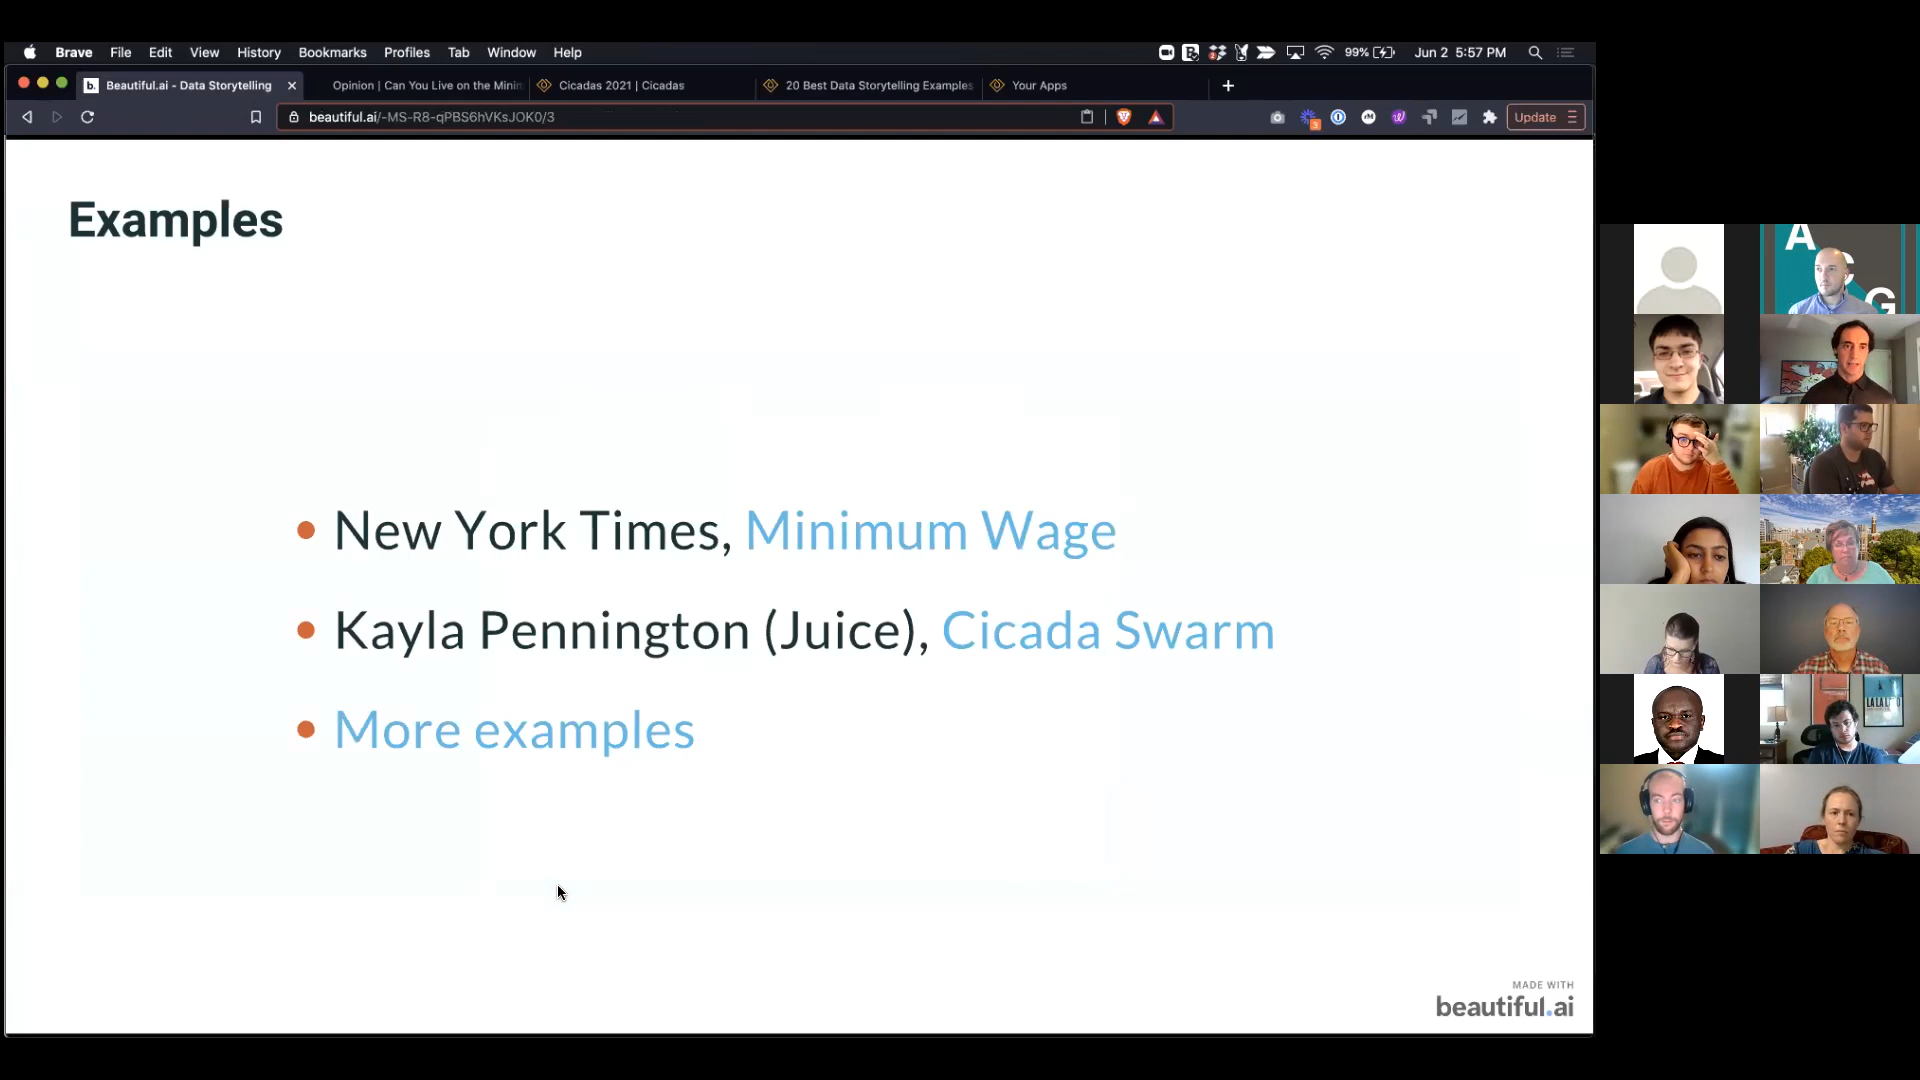 Brave File Edit View History Bookmarks Profiles Tab Window Help 99% Jun 2 5:57 PM
b. Beautiful.ai - Data Storytelling Opinion | Can You Live on the Minim Cicadas 2021 | Cicadas 20 Best Data Storytelling Examples Your Apps
beautiful.ai/-MS-R8-qPBS6hVKsJOK0/3 Update
Examples
New York Times, Minimum Wage
Kayla Pennington (Juice), Cicada Swarm
More examples
MADE WITH
beautiful.ai
A
C
G
LA LA